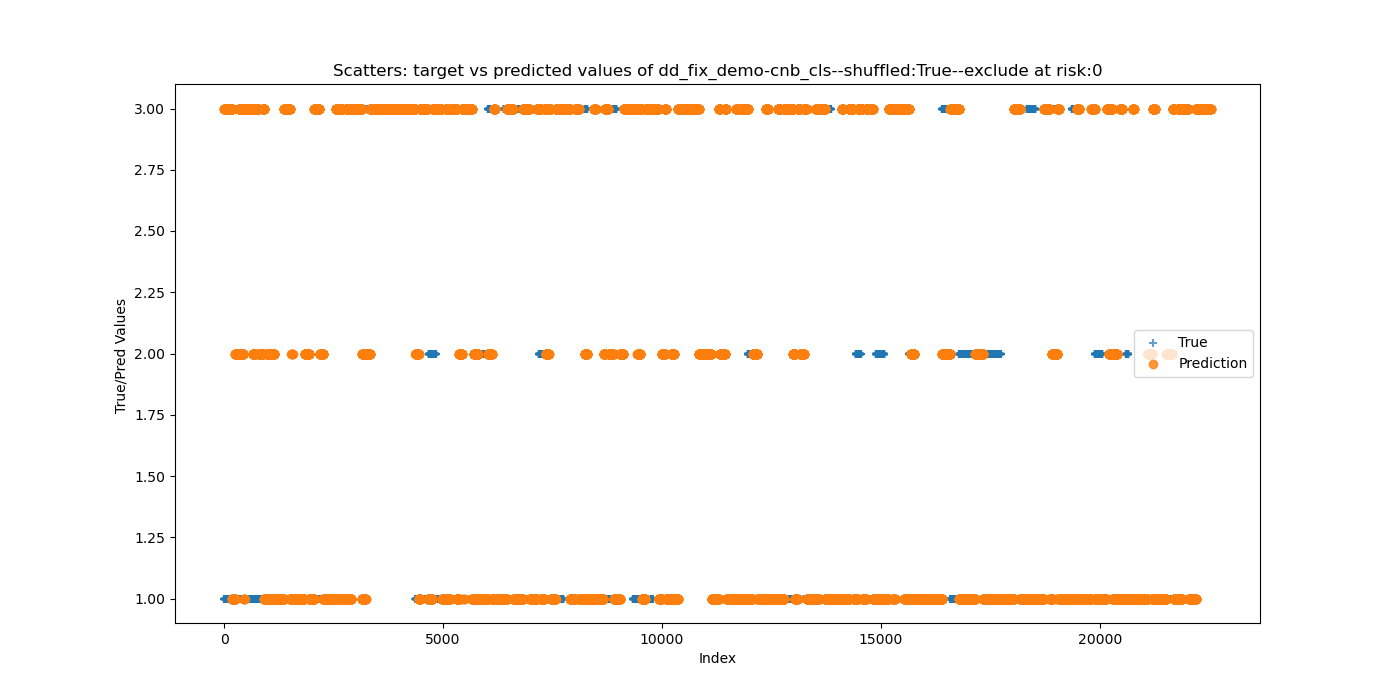 Scatters: target vs predicted values of dd_fix_demo-cnb_cls--shuffled:True--exclude at risk:0
3.00
2.75
2.50
2.25
2.00
1.75
1.50
1.25
1.00
True/Pred Values
True
Prediction
0
5000
10000
15000
20000
Index